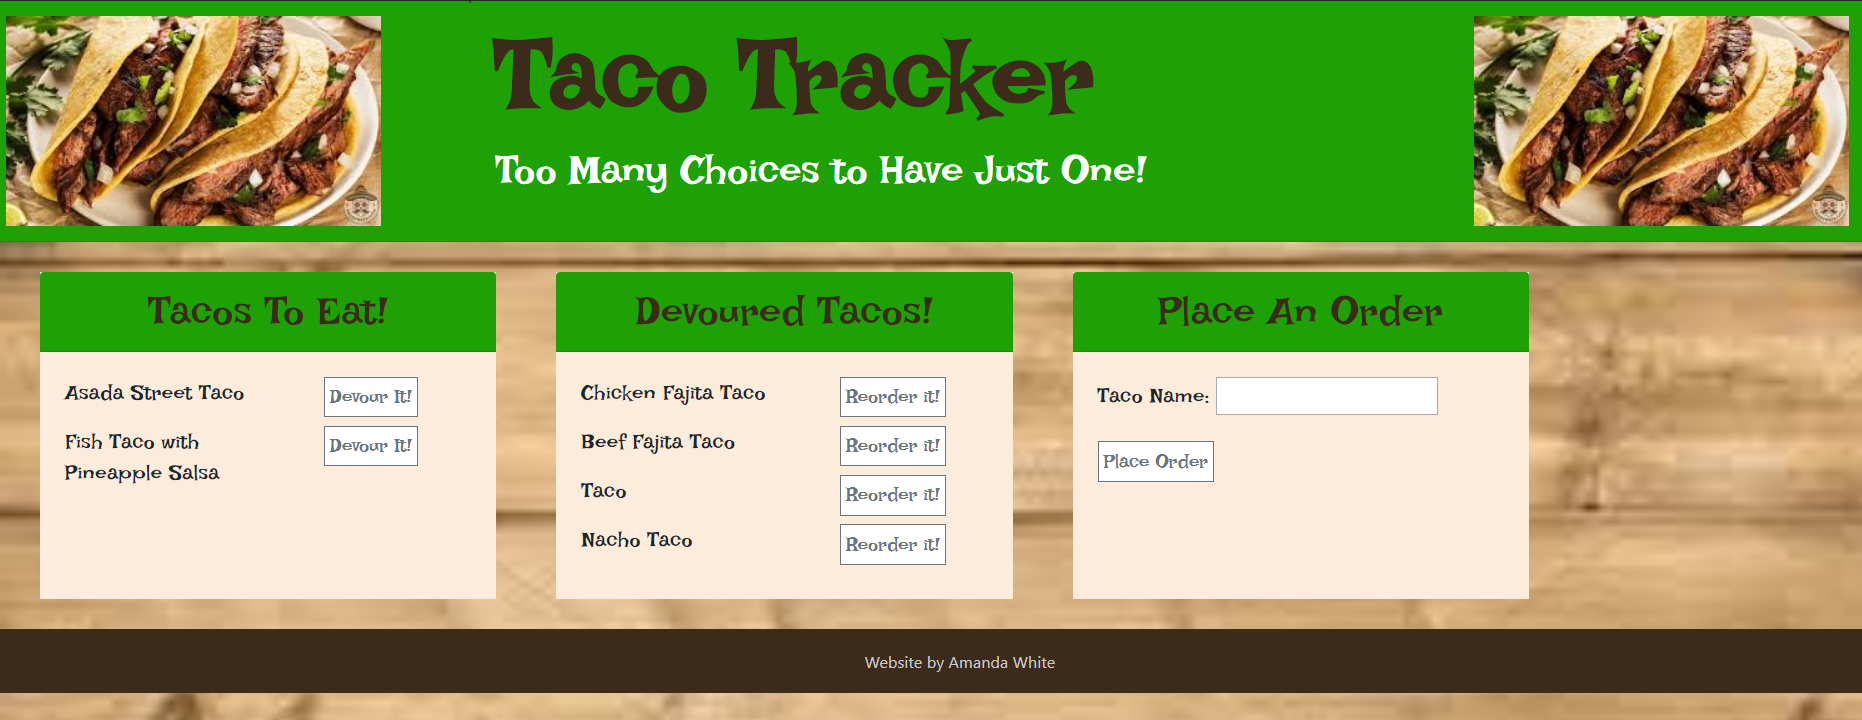 Taco Tracker
Too Many Choices to Have Just One!
Tacos To Eat!
Asada Street Taco
Devour It!
Fish Taco with
Pineapple Salsa
Devour It!
Devoured Tacos!
Chicken Fajita Taco
Reorder it!
Beef Fajita Taco
Reorder it!
Taco
Reorder it!
Nacho Taco
Reorder it!
Place An Order
Taco Name:
Place Order
Website by Amanda White